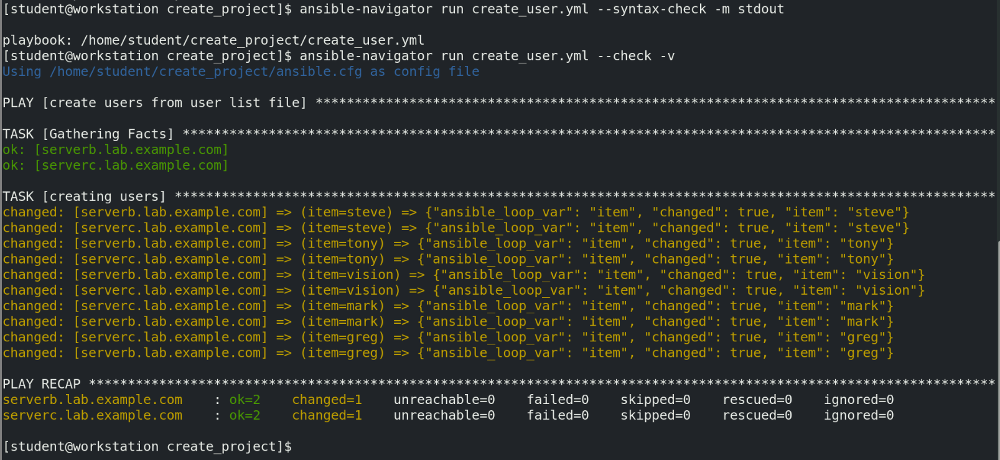 [student@workstation create_project]$ ansible-navigator run create_user.yml --syntax-check -m stdout
playbook: /home/student/create_project/create_user.yml
[student@workstation create_project]$ ansible-navigator run create_user.yml --check -v
Using /home/student/create_project/ansible.cfg as config file
PLAY [create users from user list file] ***************************************************************************************
TASK [Gathering Facts] ********************************************************************************************************
ok: [serverb.lab.example.com]
ok: [serverc.lab.example.com]
TASK [creating users] *********************************************************************************************************
changed: [serverb.lab.example.com] => (item=steve) => {"ansible_loop_var": "item", "changed": true, "item": "steve"}
changed: [serverc.lab.example.com] => (item=steve) => {"ansible_loop_var": "item", "changed": true, "item": "steve"}
changed: [serverb.lab.example.com] => (item=tony) => {"ansible_loop_var": "item", "changed": true, "item": "tony"}
changed: [serverc.lab.example.com] => (item=tony) => {"ansible_loop_var": "item", "changed": true, "item": "tony"}
changed: [serverb.lab.example.com] => (item=vision) => {"ansible_loop_var": "item", "changed": true, "item": "vision"}
changed: [serverc.lab.example.com] => (item=vision) => {"ansible_loop_var": "item", "changed": true, "item": "vision"}
changed: [serverc.lab.example.com] => (item=mark) => {"ansible_loop_var": "item", "changed": true, "item": "mark"}
changed: [serverb.lab.example.com] => (item=mark) => {"ansible_loop_var": "item", "changed": true, "item": "mark"}
changed: [serverc.lab.example.com] => (item=greg) => {"ansible_loop_var": "item", "changed": true, "item": "greg"}
changed: [serverb.lab.example.com] => (item=greg) => {"ansible_loop_var": "item", "changed": true, "item": "greg"}
PLAY RECAP ********************************************************************************************************************
serverb.lab.example.com    : ok=2    changed=1    unreachable=0    failed=0    skipped=0    rescued=0    ignored=0
serverc.lab.example.com    : ok=2    changed=1    unreachable=0    failed=0    skipped=0    rescued=0    ignored=0
[student@workstation create_project]$